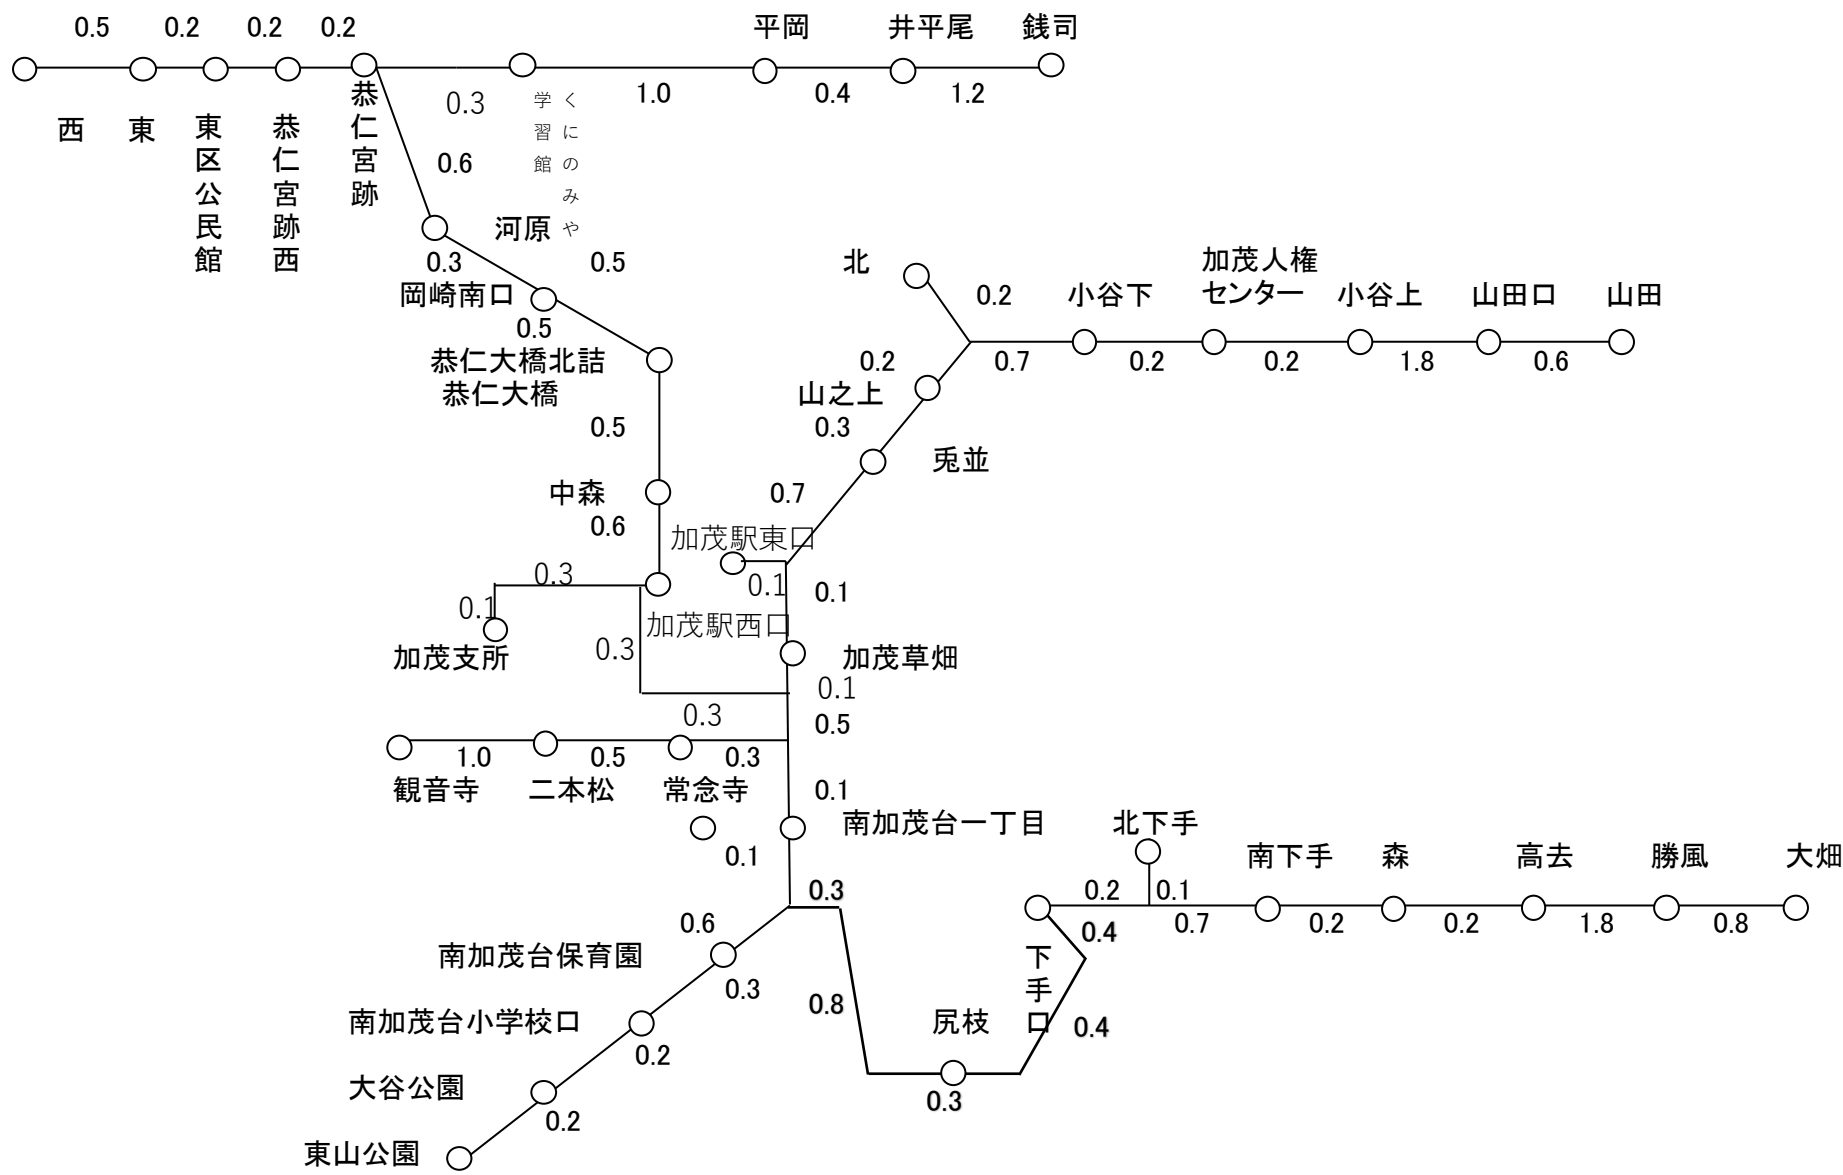 0.5 0.2 0.2 0.2 平岡 井平尾 銭司
0.3 1.0 0.4 1.2
西 東 東区公民館 恭仁宮跡西 恭仁宮跡
くにのみや
学習館
0.6
河原
0.3 0.5
岡崎南口
0.5
恭仁大橋北詰
恭仁大橋
0.5
中森
0.6
北
0.2 小谷下 加茂人権
センター 小谷上 山田口 山田
0.2 0.7 0.2 0.2 1.8 0.6
山之上
0.3
兎並
0.7
加茂駅東口
0.1 0.1
0.3
0.1
加茂駅西口
加茂支所
0.3
加茂草畑
0.1
0.3 0.5
1.0 0.5 0.3
観音寺 二本松 常念寺
0.1
南加茂台一丁目
0.1
北下手
南下手 森 高去 勝風 大畑
0.3
0.2 0.1
0.4 0.7 0.2 0.2 1.8 0.8
下手口
0.6
南加茂台保育園
0.3
0.8
南加茂台小学校口
尻枝
0.4
0.2
大谷公園
0.3
0.2
東山公園